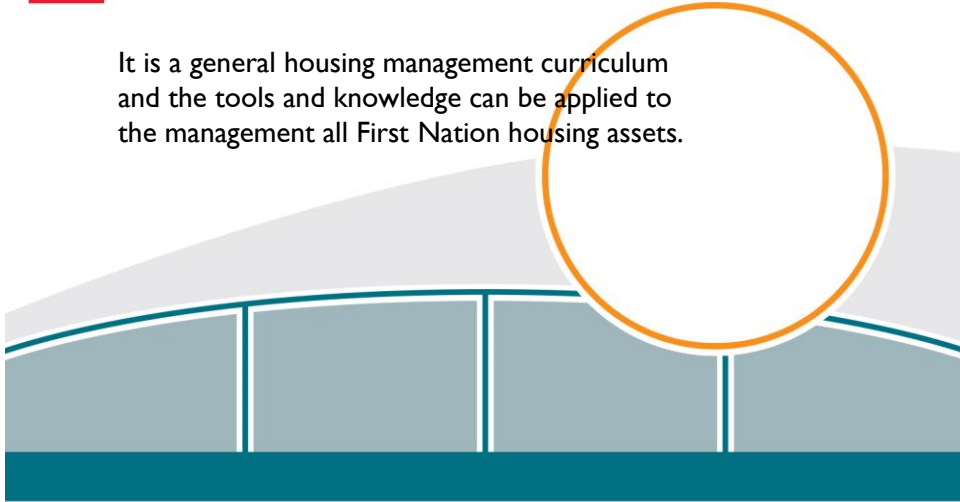 It is a general housing management curriculum
and the tools and knowledge can be applied to
the management all First Nation housing assets.